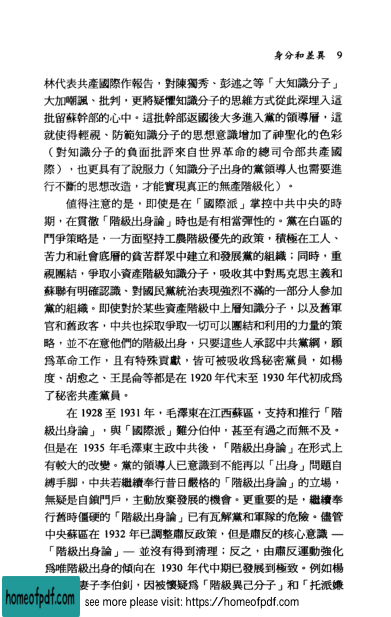 身分和差異 9
林代表共產國際作報告，對陳獨秀、彭述之等「大知識分子」
大加嘲諷、批判，更將疑懼知識分子的思維方式從此深埋入這
批留蘇幹部的心中。這批幹部返國後大多進入黨的領導層，這
就使得輕視、防範知識分子的思想意識增加了神聖化的色彩
（對知識分子的負面批評來自世界革命的總司令部共產國
際），也更具有了說服力（知識分子出身的黨領導人也需要進
行不斷的思想改造，才能實現真正的無產階級化）。
值得注意的是，即使是在「國際派」掌控中共中央的時
期，在貫徹「階級出身論」時也是有相當彈性的。黨在白區的
鬥爭策略是，一方面堅持工農階級優先的政策，積極在工人、
苦力和社會底層的貧苦群眾中建立和發展黨的組織；同時，重
視團結，爭取小資產階級知識分子，吸收其中對馬克思主義和
蘇聯有明確認識、對國民黨統治表現強烈不滿的一部分人參加
黨的組織。即使對於某些資產階級中上層知識分子，以及舊軍
官和舊政客，中共也採取爭取一切可以團結和利用的力量的策
略，並不在意他們的階級出身，只要這些人承認中共黨綱，願
為革命工作，且有特殊貢獻，皆可被吸收為秘密黨員，如楊
度、胡愈之、王昆侖等都是在 1920 年代末至 1930 年代初成為
了秘密共產黨員。
在 1928 至 1931 年，毛澤東在江西蘇區，支持和推行「階
級出身論」，與「國際派」難分伯仲，甚至有過之而無不及。
但是在 1935 年毛澤東主政中共後，「階級出身論」在形式上
有較大的改變。黨的領導人已意識到不能再以「出身」問題自
縛手腳，中共若繼續奉行昔日嚴格的「階級出身論」的立場，
無疑是自鎖門戶，主動放棄發展的機會。更重要的是，繼續奉
行舊時僵硬的「階級出身論」已有瓦解黨和軍隊的危險。儘管
中央蘇區在 1932 年已調整肅反政策，但是肅反的核心意識 —
「階級出身論」— 並沒有得到清理；反之，由肅反運動強化
為唯階級出身的傾向在 1930 年代中期已發展到極致。例如楊
妻子李伯釗，因被懷疑為「階級異己分子」和「托派嫌
homeofpdf.com
see more please visit: https://homeofpdf.com